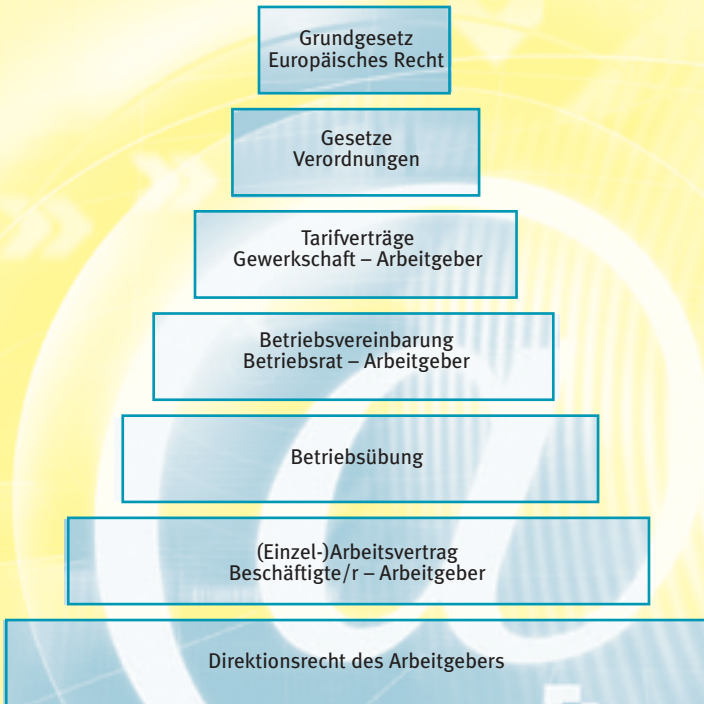 Grundgesetz
Europäisches Recht
Gesetze
Verordnungen
Tarifverträge
Gewerkschaft – Arbeitgeber
Betriebsvereinbarung
Betriebsrat – Arbeitgeber
Betriebsübung
(Einzel-)Arbeitsvertrag
Beschäftigte/r – Arbeitgeber
Direktionsrecht des Arbeitgebers